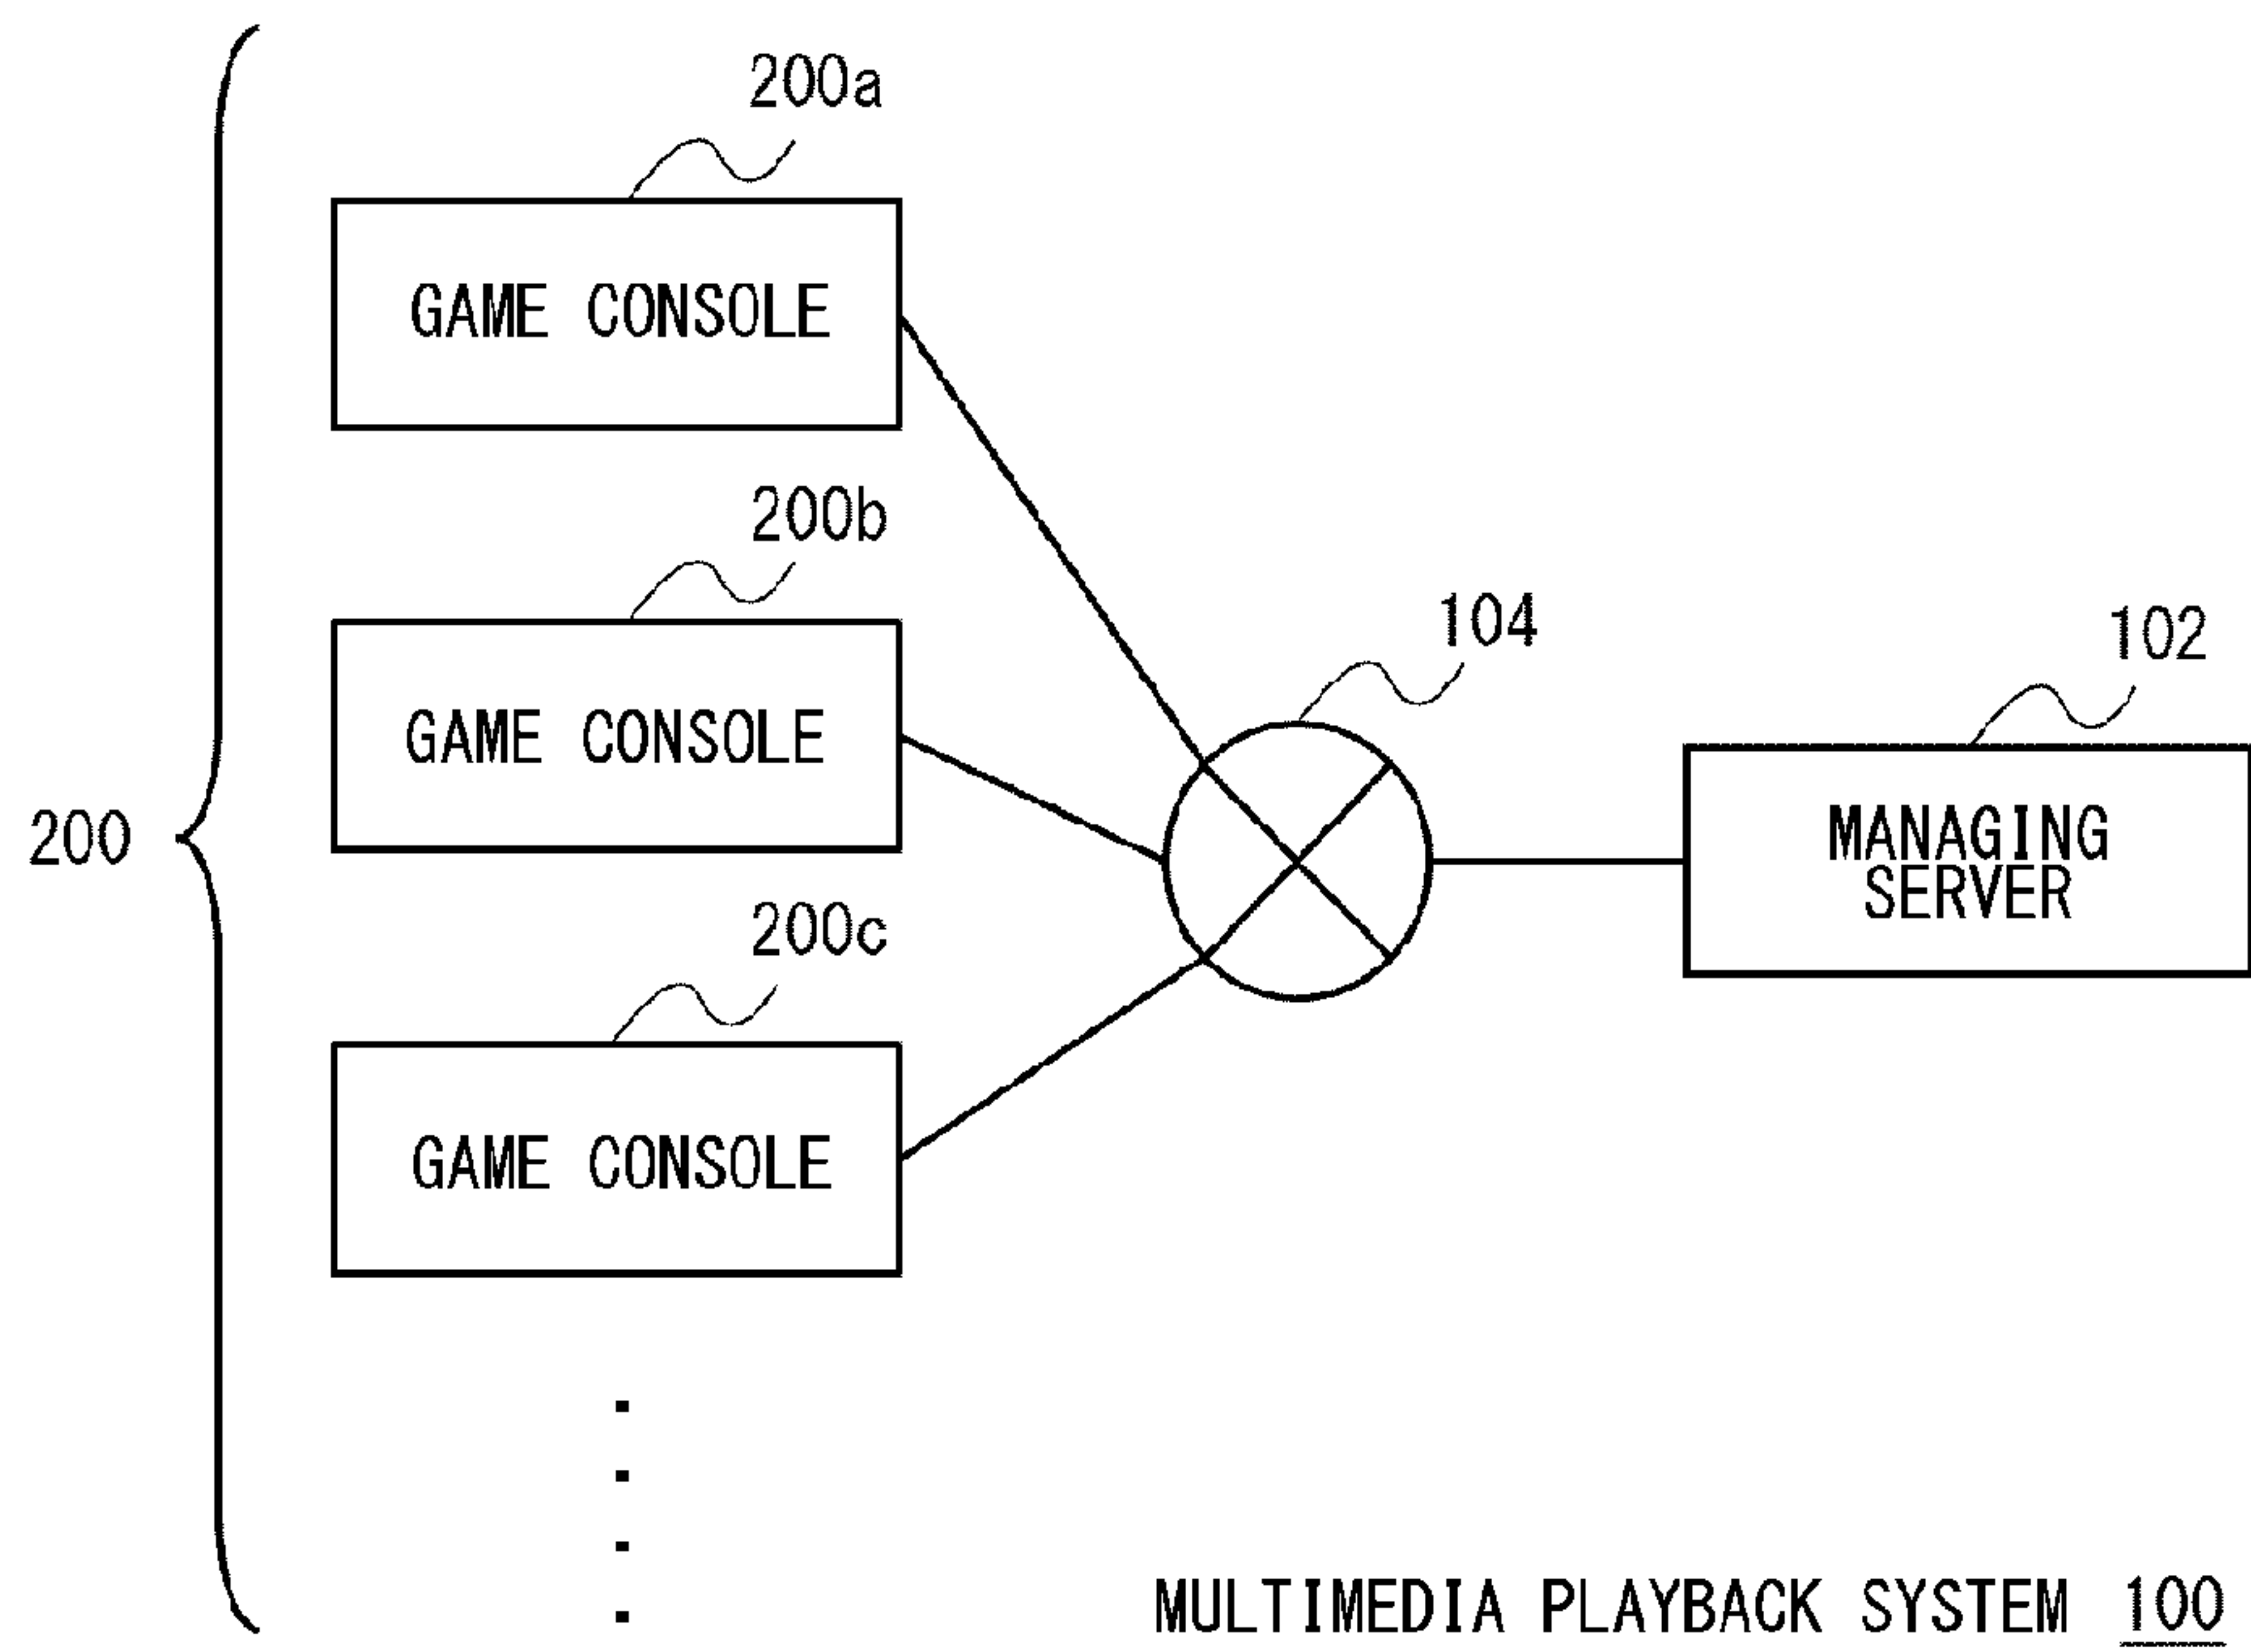 200a
GAME CONSOLE
200b
GAME CONSOLE
104
102
200
MANAGING
SERVER
200c
GAME CONSOLE
MULTIMEDIA PLAYBACK SYSTEM 100